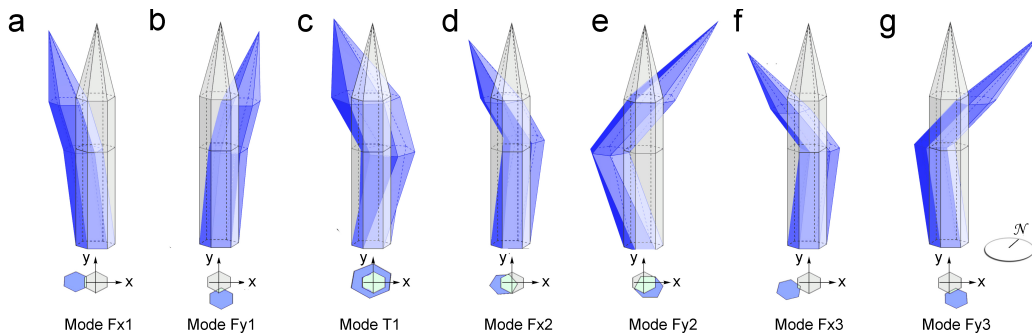 a b c d e f g
𝒩
y y y y y y y
x x x x x x x
Mode Fx1 Mode Fy1 Mode T1 Mode Fx2 Mode Fy2 Mode Fx3 Mode Fy3